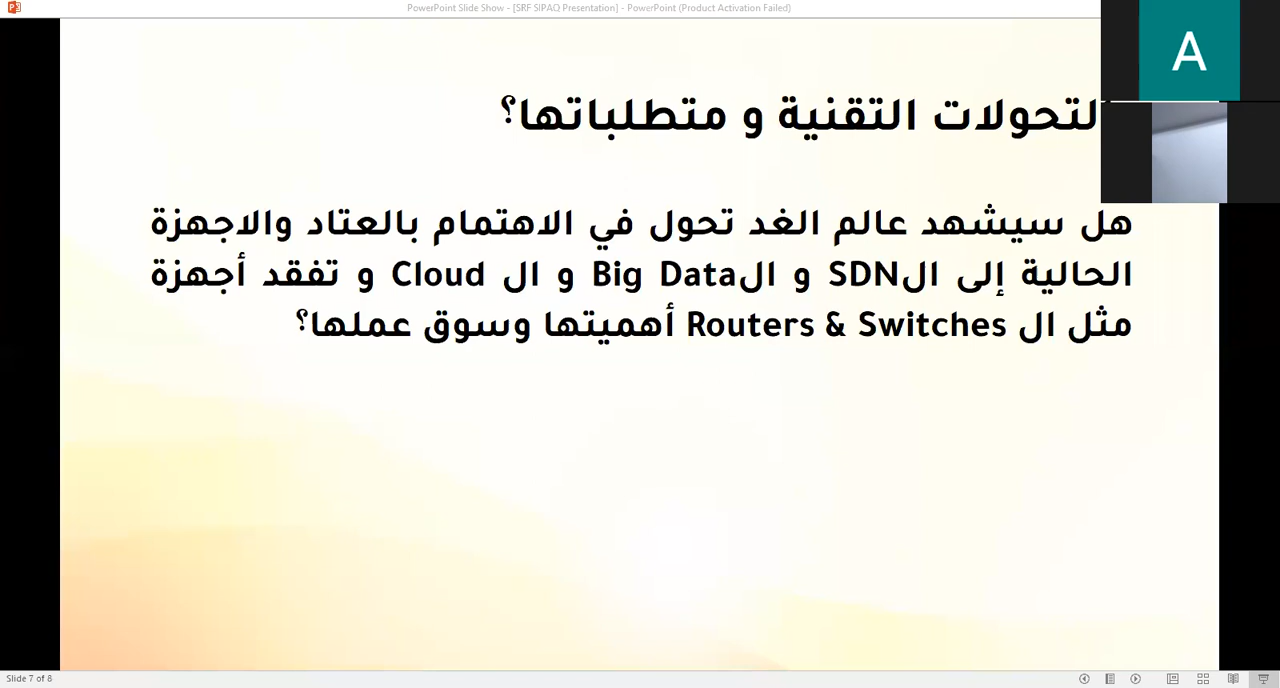 PowerPoint Slide Show - [SRF SIPAQ Presentation] - PowerPoint (Product Activation Failed)
A
لتحولات التقنية و متطلباتها؟
هل سيشهد عالم الغد تحول في الاهتمام بالعتاد والاجهزة
الحالية إلى الSDN و الBig Data و ال Cloud و تفقد أجهزة
مثل ال Routers & Switches أهميتها وسوق عملها؟
Slide 7 of 8